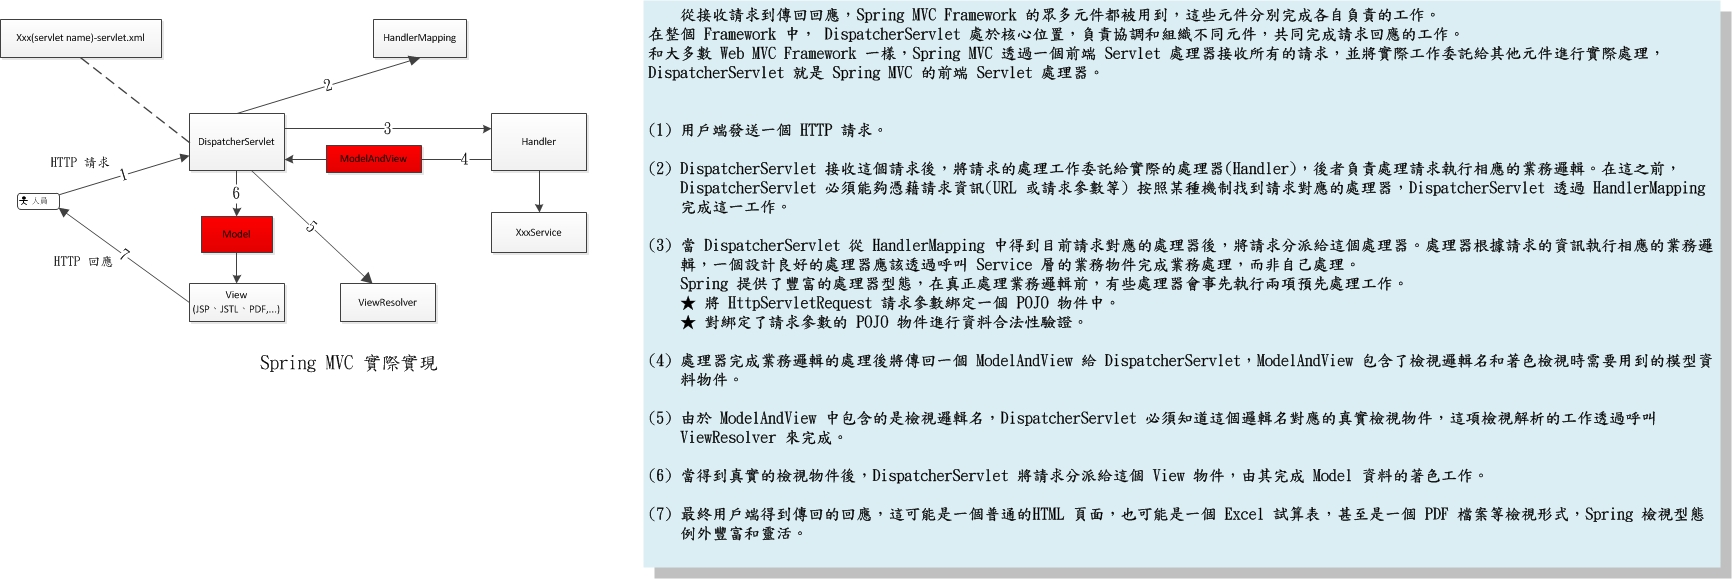 Xxx(servlet name)-servlet.xml
HandlerMapping
2
DispatcherServlet
3
Handler
ModelAndView
4
HTTP 請求
1
6
人員
Model
5
XxxService
7
HTTP 回應
View
(JSP、JSTL、PDF,...)
ViewResolver
Spring MVC 實際實現
從接收請求到傳回回應，Spring MVC Framework 的眾多元件都被用到，這些元件分別完成各自負責的工作。
在整個 Framework 中， DispatcherServlet 處於核心位置，負責協調和組織不同元件，共同完成請求回應的工作。
和大多數 Web MVC Framework 一樣，Spring MVC 透過一個前端 Servlet 處理器接收所有的請求，並將實際工作委託給其他元件進行實際處理，
DispatcherServlet 就是 Spring MVC 的前端 Servlet 處理器。
(1) 用戶端發送一個 HTTP 請求。
(2) DispatcherServlet 接收這個請求後，將請求的處理工作委託給實際的處理器(Handler)，後者負責處理請求執行相應的業務邏輯。在這之前，
DispatcherServlet 必須能夠憑藉請求資訊(URL 或請求參數等) 按照某種機制找到請求對應的處理器，DispatcherServlet 透過 HandlerMapping
完成這一工作。
(3) 當 DispatcherServlet 從 HandlerMapping 中得到目前請求對應的處理器後，將請求分派給這個處理器。處理器根據請求的資訊執行相應的業務邏
輯，一個設計良好的處理器應該透過呼叫 Service 層的業務物件完成業務處理，而非自己處理。
Spring 提供了豐富的處理器型態，在真正處理業務邏輯前，有些處理器會事先執行兩項預先處理工作。
★ 將 HttpServletRequest 請求參數綁定一個 POJO 物件中。
★ 對綁定了請求參數的 POJO 物件進行資料合法性驗證。
(4) 處理器完成業務邏輯的處理後將傳回一個 ModelAndView 給 DispatcherServlet，ModelAndView 包含了檢視邏輯名和著色檢視時需要用到的模型資
料物件。
(5) 由於 ModelAndView 中包含的是檢視邏輯名，DispatcherServlet 必須知道這個邏輯名對應的真實檢視物件，這項檢視解析的工作透過呼叫
ViewResolver 來完成。
(6) 當得到真實的檢視物件後，DispatcherServlet 將請求分派給這個 View 物件，由其完成 Model 資料的著色工作。
(7) 最終用戶端得到傳回的回應，這可能是一個普通的HTML 頁面，也可能是一個 Excel 試算表，甚至是一個 PDF 檔案等檢視形式，Spring 檢視型態
例外豐富和靈活。